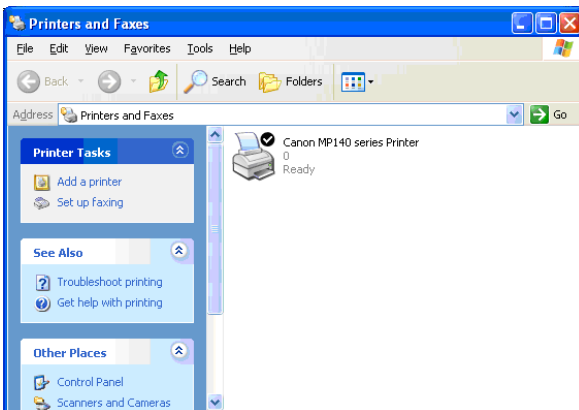 Printers and Faxes
File Edit View Favorites Tools Help
Back Search Folders
Address Printers and Faxes Go
Printer Tasks
Add a printer
Set up faxing
See Also
Troubleshoot printing
Get help with printing
Other Places
Control Panel
Scanners and Cameras
Canon MP140 series Printer
0
Ready